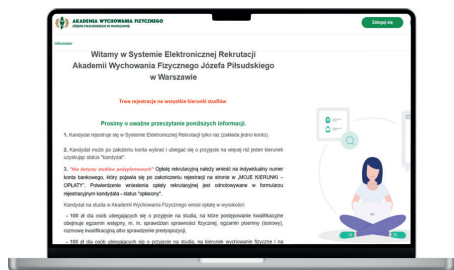 AKADEMIA WYCHOWANIA FIZYCZNEGO
JÓZEFA PIŁSUDSKIEGO W WARSZAWIE
Zaloguj się
Informator
Witamy w Systemie Elektronicznej Rekrutacji
Akademii Wychowania Fizycznego Józefa Piłsudskiego
w Warszawie
Trwa rejestracja na wszystkie kierunki studiów
Prosimy o uważne przeczytanie poniższych informacji.
1. Kandydat rejestruje się w Systemie Elektronicznej Rekrutacji tylko raz (zakłada jedno konto).
2. Kandydat może po założeniu konta wybrać i ubiegać się o przyjęcie na więcej niż jeden kierunek
uzyskując status "kandydat".
3. "Nie dotyczy studiów podyplomowych" Opłatę rekrutacyjną należy wnieść na indywidualny numer
konta bankowego, który pojawia się po zakończeniu rejestracji na stronie w „MOJE KIERUNKI –
OPŁATY". Potwierdzenie wniesienia opłaty rekrutacyjnej jest odnotowywane w formularzu
rejestracyjnym kandydata - status "opłacony".
Kandydat na studia w Akademii Wychowania Fizycznego wnosi opłatę w wysokości:
- 100 zł dla osób ubiegających się o przyjęcie na studia, na które postępowanie kwalifikacyjne
obejmuje egzamin wstępny, m. in. sprawdzian sprawności fizycznej, egzamin pisemny (testowy),
rozmowę kwalifikacyjną albo sprawdzenie predyspozycji,
- 100 zł dla osób ubiegających się o przyjęcie na studia, na kierunek wychowanie fizyczne i na